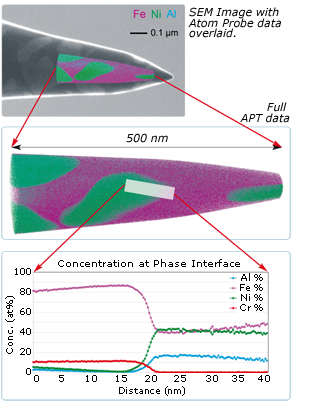 Fe Ni Al
0.1 µm
SEM Image with
Atom Probe data
overlaid.
Full
APT data
500 nm
Concentration at Phase Interface
100
80
60
40
20
0
Conc. (at%)
Al %
Fe %
Ni %
Cr %
0 5 10 15 20 25 30 35 40
Distance (nm)